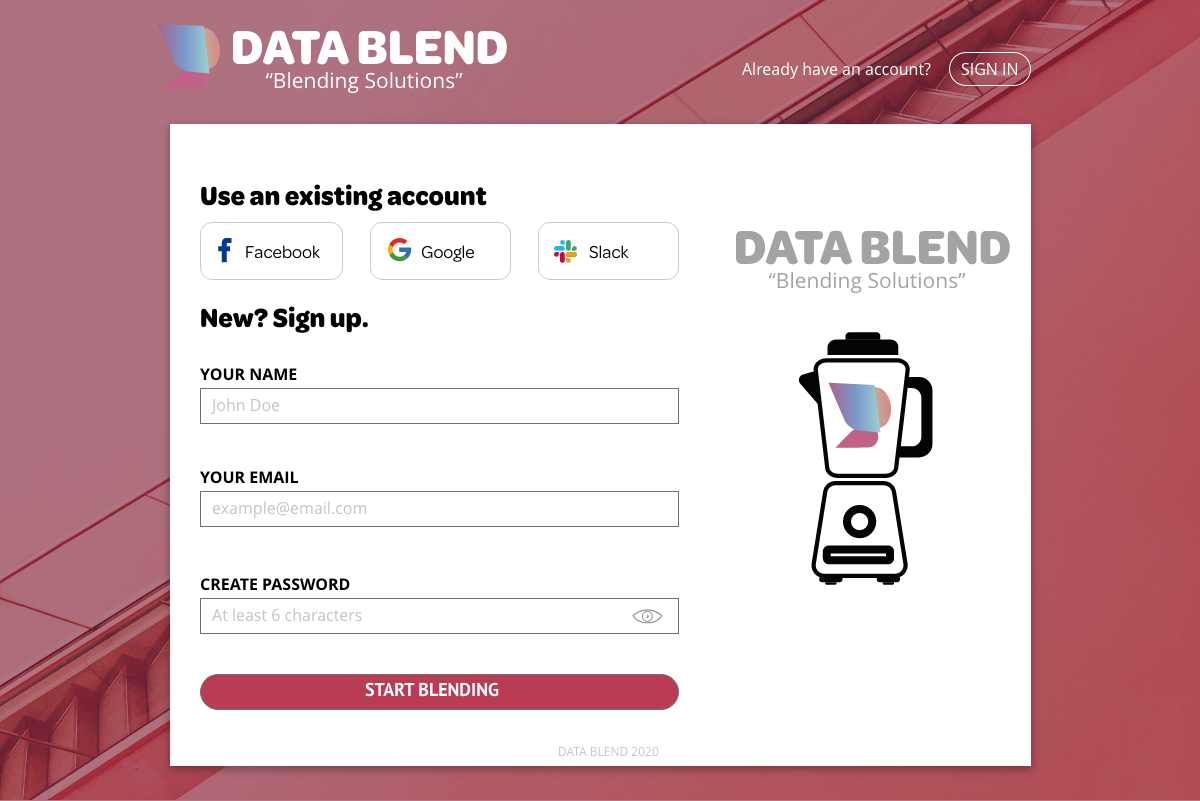 DATA BLEND
“Blending Solutions”
Already have an account?
SIGN IN
Use an existing account
Facebook
Google
Slack
DATA BLEND
“Blending Solutions”
New? Sign up.
YOUR NAME
John Doe
YOUR EMAIL
example@email.com
CREATE PASSWORD
At least 6 characters
START BLENDING
DATA BLEND 2020